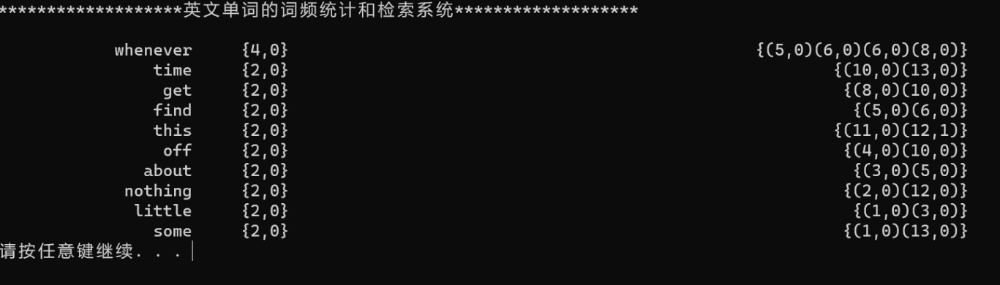 *******************英文单词的词频统计和检索系统*******************
whenever {4,0} {(5,0)(6,0)(6,0)(8,0)}
time {2,0} {(10,0)(13,0)}
get {2,0} {(8,0)(10,0)}
find {2,0} {(5,0)(6,0)}
this {2,0} {(11,0)(12,1)}
off {2,0} {(4,0)(10,0)}
about {2,0} {(3,0)(5,0)}
nothing {2,0} {(2,0)(12,0)}
little {2,0} {(1,0)(3,0)}
some {2,0} {(1,0)(13,0)}
请按任意键继续. . .